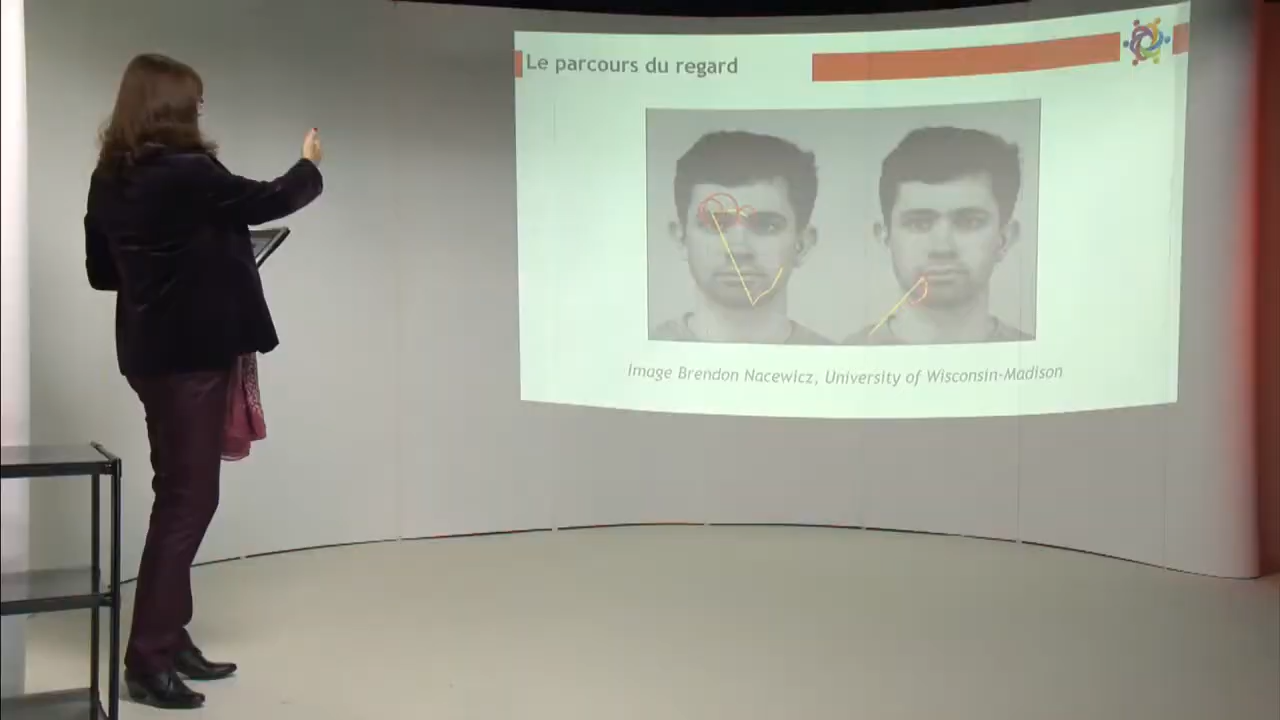 Le parcours du regard
Image Brendon Nacewicz, University of Wisconsin-Madison